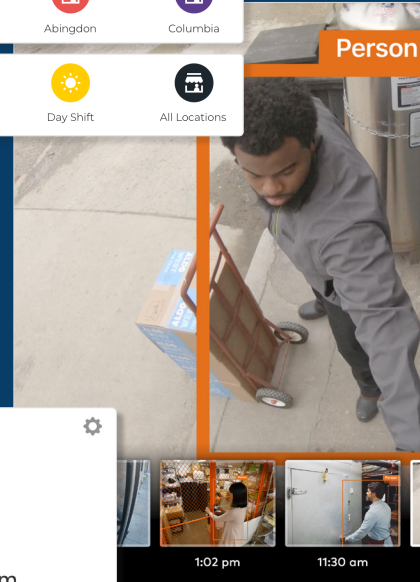 Abingdon
Columbia
Person
Day Shift
All Locations
1:02 pm
11:30 am